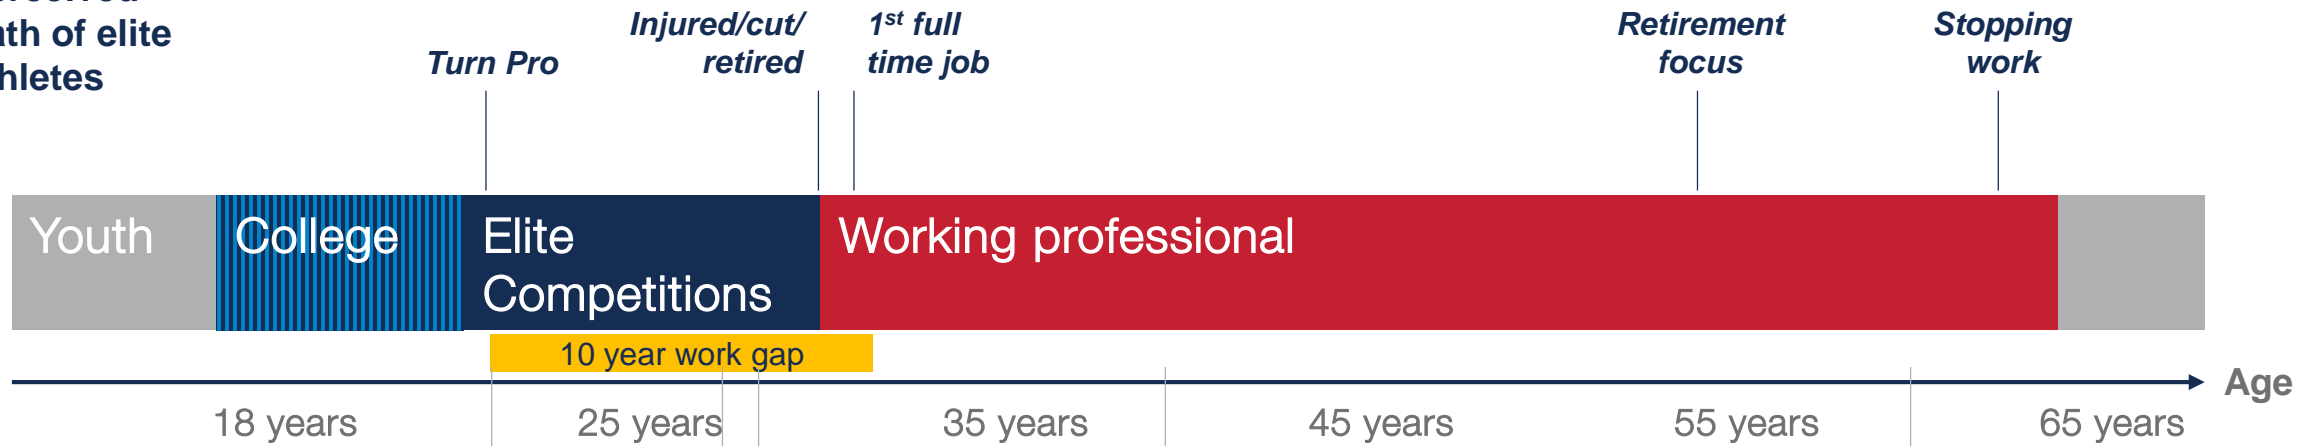 ath of elite
hletes
Turn Pro
Injured/cut/
retired
1st full
time job
Retirement
focus
Stopping
work
Youth
College
Elite
Competitions
Working professional
10 year work gap
Age
18 years
25 years
35 years
45 years
55 years
65 years